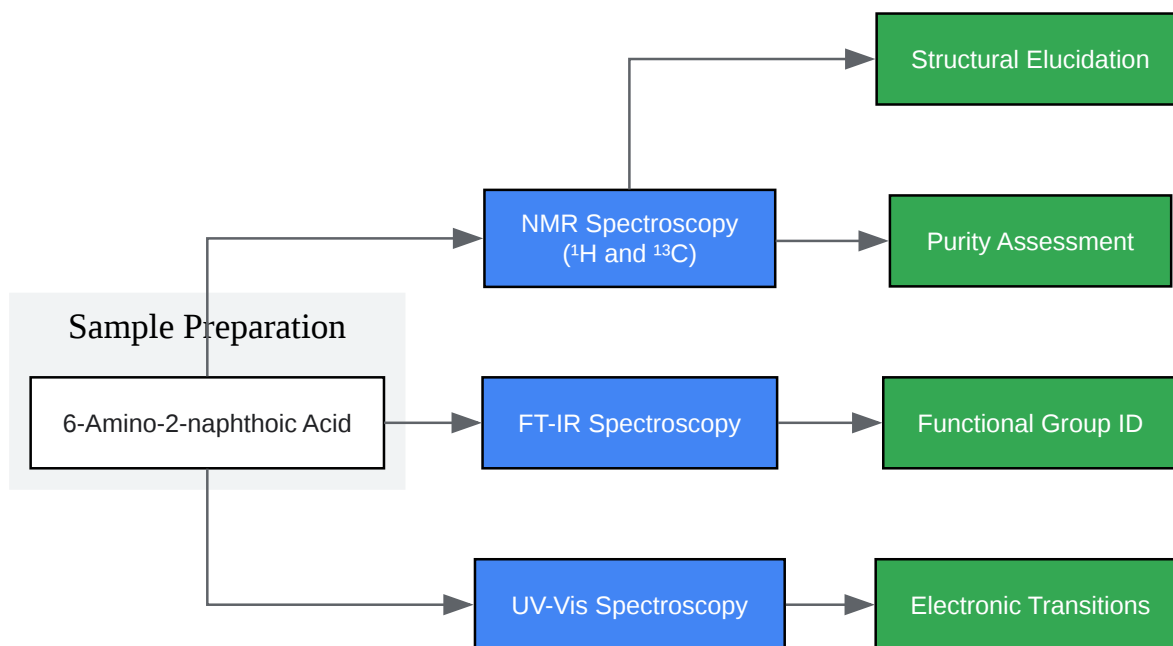 Structural Elucidation
NMR Spectroscopy
(¹H and ¹³C)
Purity Assessment
Sample Preparation
6-Amino-2-naphthoic Acid
FT-IR Spectroscopy
Functional Group ID
UV-Vis Spectroscopy
Electronic Transitions